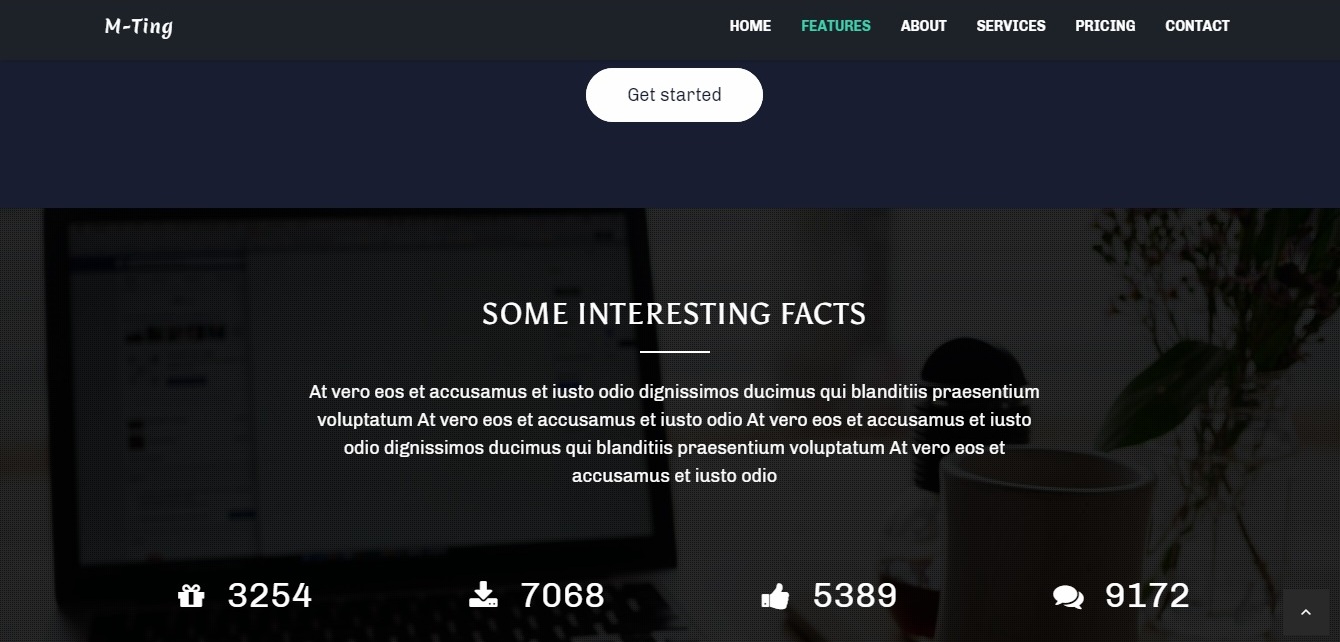 M-Ting
HOME FEATURES ABOUT SERVICES PRICING CONTACT
Get started
SOME INTERESTING FACTS
At vero eos et accusamus et iusto odio dignissimos ducimus qui blanditiis praesentium
voluptatum At vero eos et accusamus et iusto odio At vero eos et accusamus et iusto
odio dignissimos ducimus qui blanditiis praesentium voluptatum At vero eos et
accusamus et iusto odio
3254 7068 5389 9172